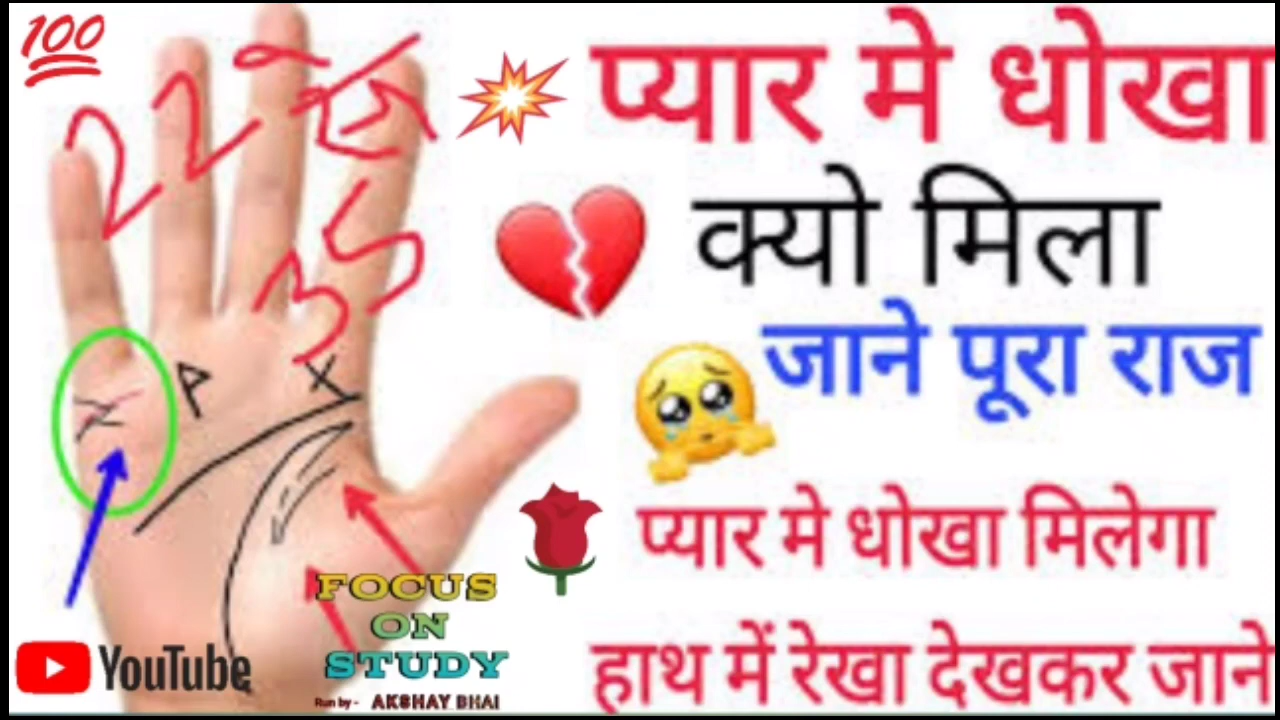 100
22
35
प्यार मे धोखा
क्यो मिला
जाने पूरा राज
प्यार मे धोखा मिलेगा
हाथ में रेखा देखकर जाने
FOCUS
ON
STUDY
Run by - AKSHAY BHAI
YouTube